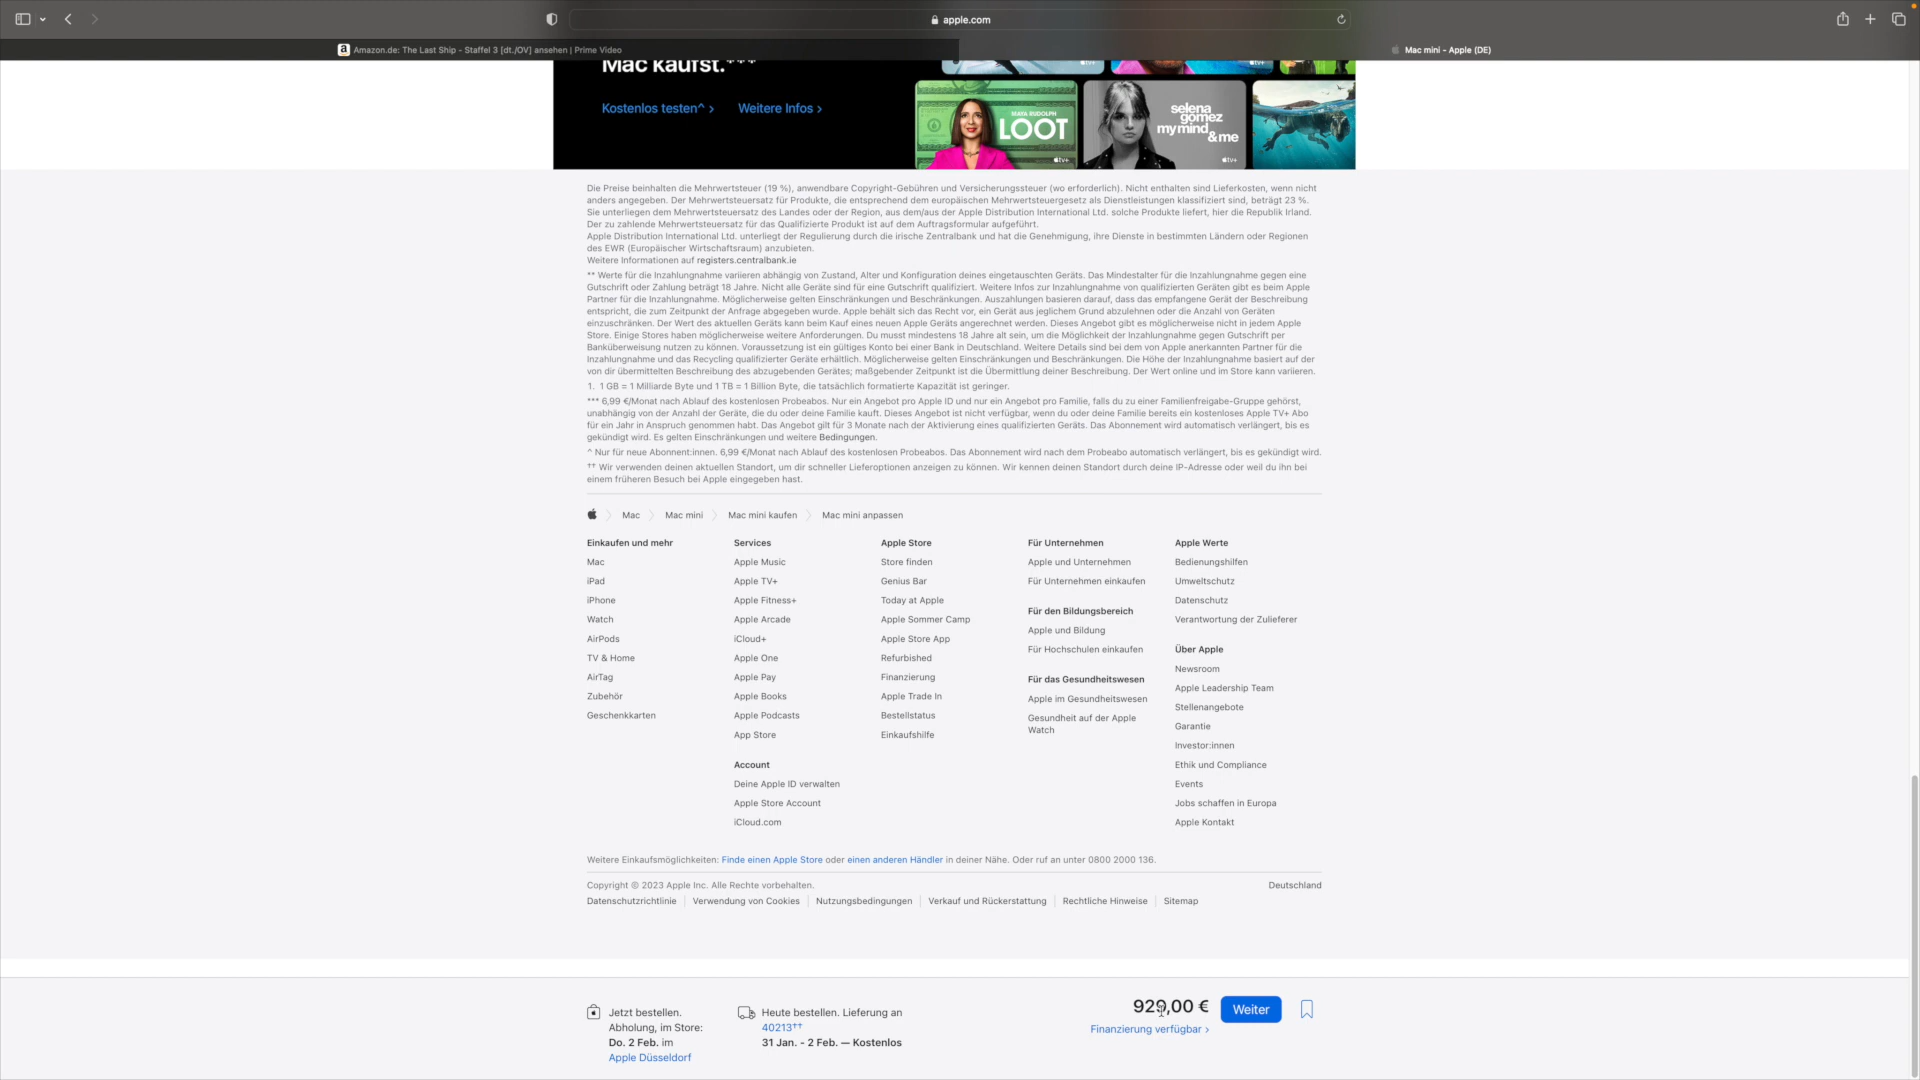 apple.com
Amazon.de: The Last Ship - Staffel 3 [dt./OV] ansehen | Prime Video
Mac mini - Apple (DE)
Mac kaufst.***
Kostenlos testen^ >
Weitere Infos >
MAYA RUDOLPH
LOOT
tv+
selena
gomez
my mind
& me
tv+
Die Preise beinhalten die Mehrwertsteuer (19 %), anwendbare Copyright-Gebühren und Versicherungssteuer (wo erforderlich). Nicht enthalten sind Lieferkosten, wenn nicht
anders angegeben. Der Mehrwertsteuersatz für Produkte, die entsprechend dem europäischen Mehrwertsteuergesetz als Dienstleistungen klassifiziert sind, beträgt 23 %.
Sie unterliegen dem Mehrwertsteuersatz des Landes oder der Region, aus dem/aus der Apple Distribution International Ltd. solche Produkte liefert, hier die Republik Irland.
Der zu zahlende Mehrwertsteuersatz für das Qualifizierte Produkt ist auf dem Auftragsformular aufgeführt.
Apple Distribution International Ltd. unterliegt der Regulierung durch die irische Zentralbank und hat die Genehmigung, ihre Dienste in bestimmten Ländern oder Regionen
des EWR (Europäischer Wirtschaftsraum) anzubieten.
Weitere Informationen auf registers.centralbank.ie
** Werte für die Inzahlungnahme variieren abhängig von Zustand, Alter und Konfiguration deines eingetauschten Geräts. Das Mindestalter für die Inzahlungnahme gegen eine
Gutschrift oder Zahlung beträgt 18 Jahre. Nicht alle Geräte sind für eine Gutschrift qualifiziert. Weitere Infos zur Inzahlungnahme von qualifizierten Geräten gibt es beim Apple
Partner für die Inzahlungnahme. Möglicherweise gelten Einschränkungen und Beschränkungen. Auszahlungen basieren darauf, dass das empfangene Gerät der Beschreibung
entspricht, die zum Zeitpunkt der Anfrage abgegeben wurde. Apple behält sich das Recht vor, ein Gerät aus jeglichem Grund abzulehnen oder die Anzahl von Geräten
einzuschränken. Der Wert des aktuellen Geräts kann beim Kauf eines neuen Apple Geräts angerechnet werden. Dieses Angebot gibt es möglicherweise nicht in jedem Apple
Store. Einige Stores haben möglicherweise weitere Anforderungen. Du musst mindestens 18 Jahre alt sein, um die Möglichkeit der Inzahlungnahme gegen Gutschrift per
Banküberweisung nutzen zu können. Voraussetzung ist ein gültiges Konto bei einer Bank in Deutschland. Weitere Details sind bei dem von Apple anerkannten Partner für die
Inzahlungnahme und das Recycling qualifizierter Geräte erhältlich. Möglicherweise gelten Einschränkungen und Beschränkungen. Die Höhe der Inzahlungnahme basiert auf der
von dir übermittelten Beschreibung des abzugebenden Gerätes; maßgebender Zeitpunkt ist die Übermittlung deiner Beschreibung. Der Wert online und im Store kann variieren.
1. 1 GB = 1 Milliarde Byte und 1 TB = 1 Billion Byte, die tatsächlich formatierte Kapazität ist geringer.
*** 6,99 €/Monat nach Ablauf des kostenlosen Probeabos. Nur ein Angebot pro Apple ID und nur ein Angebot pro Familie, falls du zu einer Familienfreigabe-Gruppe gehörst,
unabhängig von der Anzahl der Geräte, die du oder deine Familie kauft. Dieses Angebot ist nicht verfügbar, wenn du oder deine Familie bereits ein kostenloses Apple TV+ Abo
für ein Jahr in Anspruch genommen habt. Das Angebot gilt für 3 Monate nach der Aktivierung eines qualifizierten Geräts. Das Abonnement wird automatisch verlängert, bis es
gekündigt wird. Es gelten Einschränkungen und weitere Bedingungen.
^ Nur für neue Abonnent:innen. 6,99 €/Monat nach Ablauf des kostenlosen Probeabos. Das Abonnement wird nach dem Probeabo automatisch verlängert, bis es gekündigt wird.
†† Wir verwenden deinen aktuellen Standort, um dir schneller Lieferoptionen anzeigen zu können. Wir kennen deinen Standort durch deine IP-Adresse oder weil du ihn bei
einem früheren Besuch bei Apple eingegeben hast.
Mac
Mac mini
Mac mini kaufen
Mac mini anpassen
Einkaufen und mehr
Mac
iPad
iPhone
Watch
AirPods
TV & Home
AirTag
Zubehör
Geschenkkarten
Services
Apple Music
Apple TV+
Apple Fitness+
Apple Arcade
iCloud+
Apple One
Apple Pay
Apple Books
Apple Podcasts
App Store
Account
Deine Apple ID verwalten
Apple Store Account
iCloud.com
Apple Store
Store finden
Genius Bar
Today at Apple
Apple Sommer Camp
Apple Store App
Refurbished
Finanzierung
Apple Trade In
Bestellstatus
Einkaufshilfe
Für Unternehmen
Apple und Unternehmen
Für Unternehmen einkaufen
Für den Bildungsbereich
Apple und Bildung
Für Hochschulen einkaufen
Für das Gesundheitswesen
Apple im Gesundheitswesen
Gesundheit auf der Apple
Watch
Apple Werte
Bedienungshilfen
Umweltschutz
Datenschutz
Verantwortung der Zulieferer
Über Apple
Newsroom
Apple Leadership Team
Stellenangebote
Garantie
Investor:innen
Ethik und Compliance
Events
Jobs schaffen in Europa
Apple Kontakt
Weitere Einkaufsmöglichkeiten: Finde einen Apple Store oder einen anderen Händler in deiner Nähe. Oder ruf an unter 0800 2000 136.
Copyright © 2023 Apple Inc. Alle Rechte vorbehalten.
Deutschland
Datenschutzrichtlinie | Verwendung von Cookies | Nutzungsbedingungen | Verkauf und Rückerstattung | Rechtliche Hinweise | Sitemap
Jetzt bestellen.
Abholung, im Store:
Do. 2 Feb. im
Apple Düsseldorf
Heute bestellen. Lieferung an
40213††
31 Jan. - 2 Feb. — Kostenlos
929,00 €
Finanzierung verfügbar >
Weiter